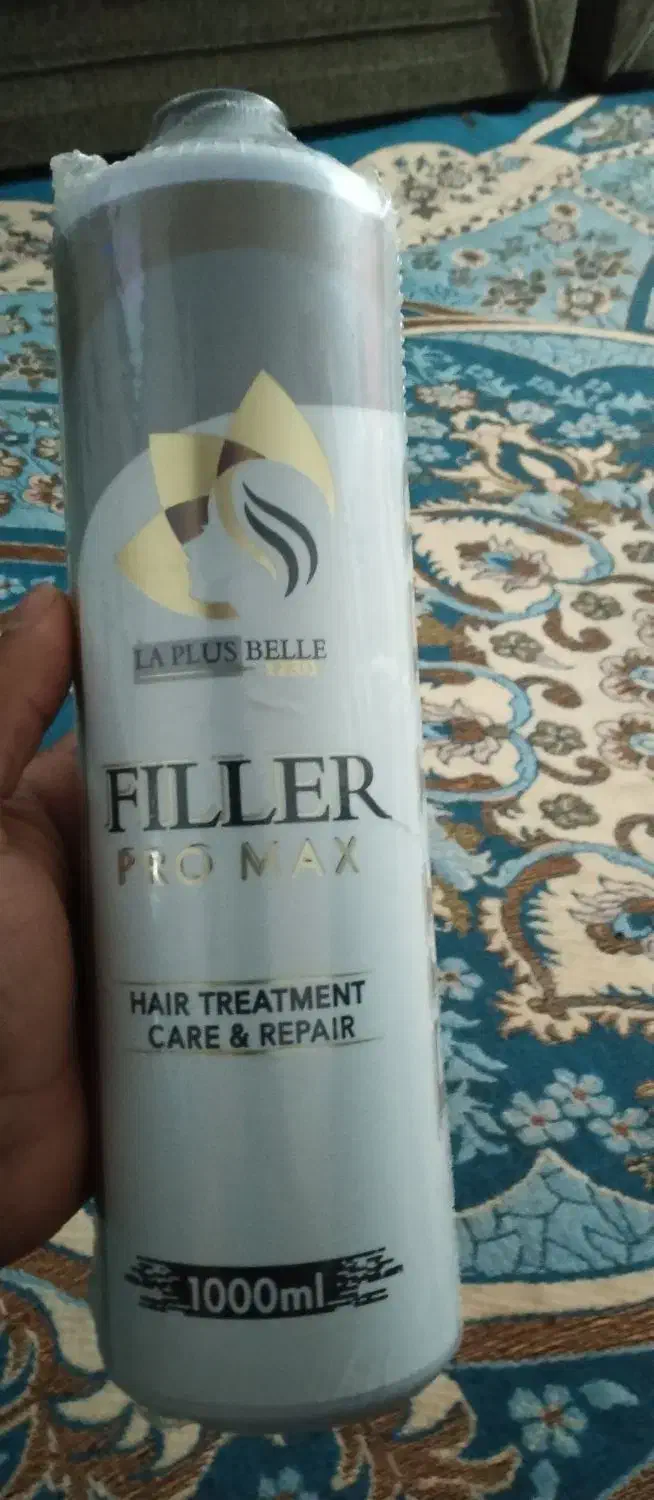 LA PLUS BELLE
FILLER
PRO MAX
HAIR TREATMENT
CARE & REPAIR
1000ml